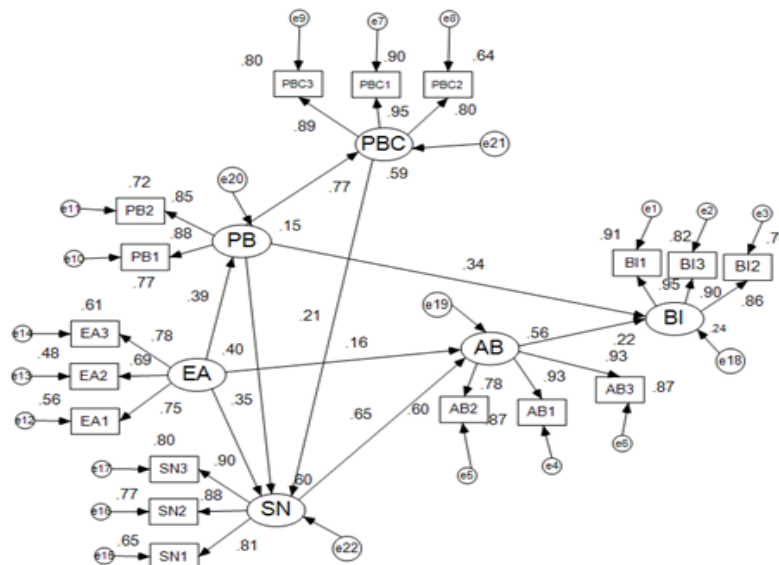 e9
e7
e8
.80
.90
.64
PBC3
PBC1
PBC2
.89
.95
.80
PBC
e21
.59
e20
.77
.72
.85
e11
PB2
.15
PB
.88
e10
PB1
.77
e1
e2
e3
.91
.82
.7
BI1
BI3
BI2
.95
.90
.86
.34
BI
.24
e18
.39
.21
.61
e14
EA3
.78
e19
.16
.56
.22
AB
.48
.40
e13
EA2
.69
EA
.93
.78
.93
AB3
.87
.56
.35
e12
EA1
.75
.65
.60
AB2
.87
AB1
e6
e5
e4
.80
e17
SN3
.90
.60
.77
e16
SN2
.88
SN
.65
e22
e15
SN1
.81